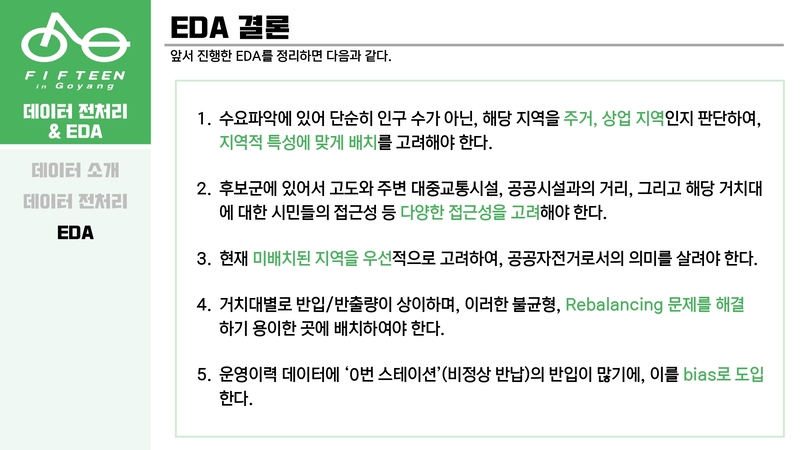 FIFTEEN
in Goyang
데이터 전처리
& EDA
데이터 소개
데이터 전처리
EDA
EDA 결론
앞서 진행한 EDA를 정리하면 다음과 같다.
1. 수요파악에 있어 단순히 인구 수가 아닌, 해당 지역을 주거, 상업 지역인지 판단하여,
지역적 특성에 맞게 배치를 고려해야 한다.
2. 후보군에 있어서 고도와 주변 대중교통시설, 공공시설과의 거리, 그리고 해당 거치대
에 대한 시민들의 접근성 등 다양한 접근성을 고려해야 한다.
3. 현재 미배치된 지역을 우선적으로 고려하여, 공공자전거로서의 의미를 살려야 한다.
4. 거치대별로 반입/반출량이 상이하며, 이러한 불균형, Rebalancing 문제를 해결
하기 용이한 곳에 배치하여야 한다.
5. 운영이력 데이터에 ‘0번 스테이션’(비정상 반납)의 반입이 많기에, 이를 bias로 도입
한다.